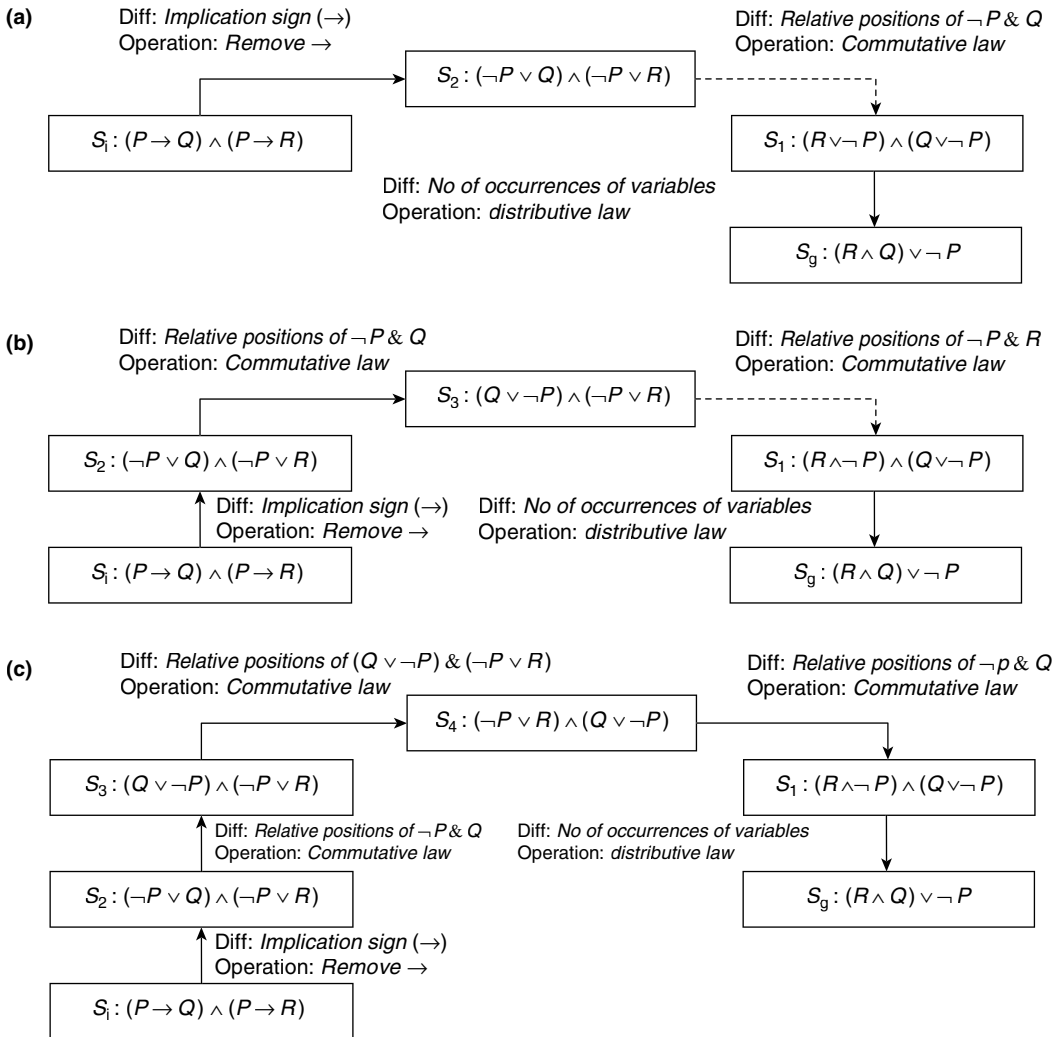 (a)
Diff: Implication sign (→)
Operation: Remove →
Diff: Relative positions of ¬P & Q
Operation: Commutative law
S2 : (¬P ∨ Q) ∧ (¬P ∨ R)
Si : (P → Q) ∧ (P → R)
S1 : (R ∨¬ P) ∧ (Q ∨¬ P)
Diff: No of occurrences of variables
Operation: distributive law
Sg : (R ∧ Q) ∨ ¬ P
(b)
Diff: Relative positions of ¬P & Q
Operation: Commutative law
Diff: Relative positions of ¬P & R
Operation: Commutative law
S3 : (Q ∨ ¬P) ∧ (¬P ∨ R)
S2 : (¬P ∨ Q) ∧ (¬P ∨ R)
S1 : (R ∧¬ P) ∧ (Q ∨¬ P)
Diff: Implication sign (→)
Operation: Remove →
Diff: No of occurrences of variables
Operation: distributive law
Si : (P → Q) ∧ (P → R)
Sg : (R ∧ Q) ∨ ¬ P
(c)
Diff: Relative positions of (Q ∨ ¬P) & (¬P ∨ R)
Operation: Commutative law
Diff: Relative positions of ¬p & Q
Operation: Commutative law
S4 : (¬P ∨ R) ∧ (Q ∨ ¬P)
S3 : (Q ∨ ¬P) ∧ (¬P ∨ R)
S1 : (R ∧¬ P) ∧ (Q ∨¬ P)
Diff: Relative positions of ¬P & Q
Operation: Commutative law
Diff: No of occurrences of variables
Operation: distributive law
S2 : (¬P ∨ Q) ∧ (¬P ∨ R)
Sg : (R ∧ Q) ∨ ¬ P
Diff: Implication sign (→)
Operation: Remove →
Si : (P → Q) ∧ (P → R)